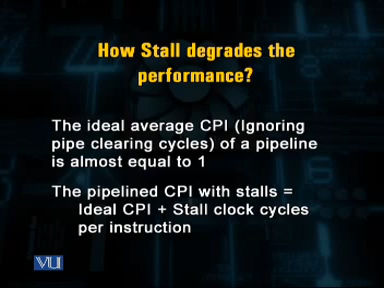 How Stall degrades the
performance?
The ideal average CPI (Ignoring
pipe clearing cycles) of a pipeline
is almost equal to 1
The pipelined CPI with stalls =
Ideal CPI + Stall clock cycles
per instruction
VU